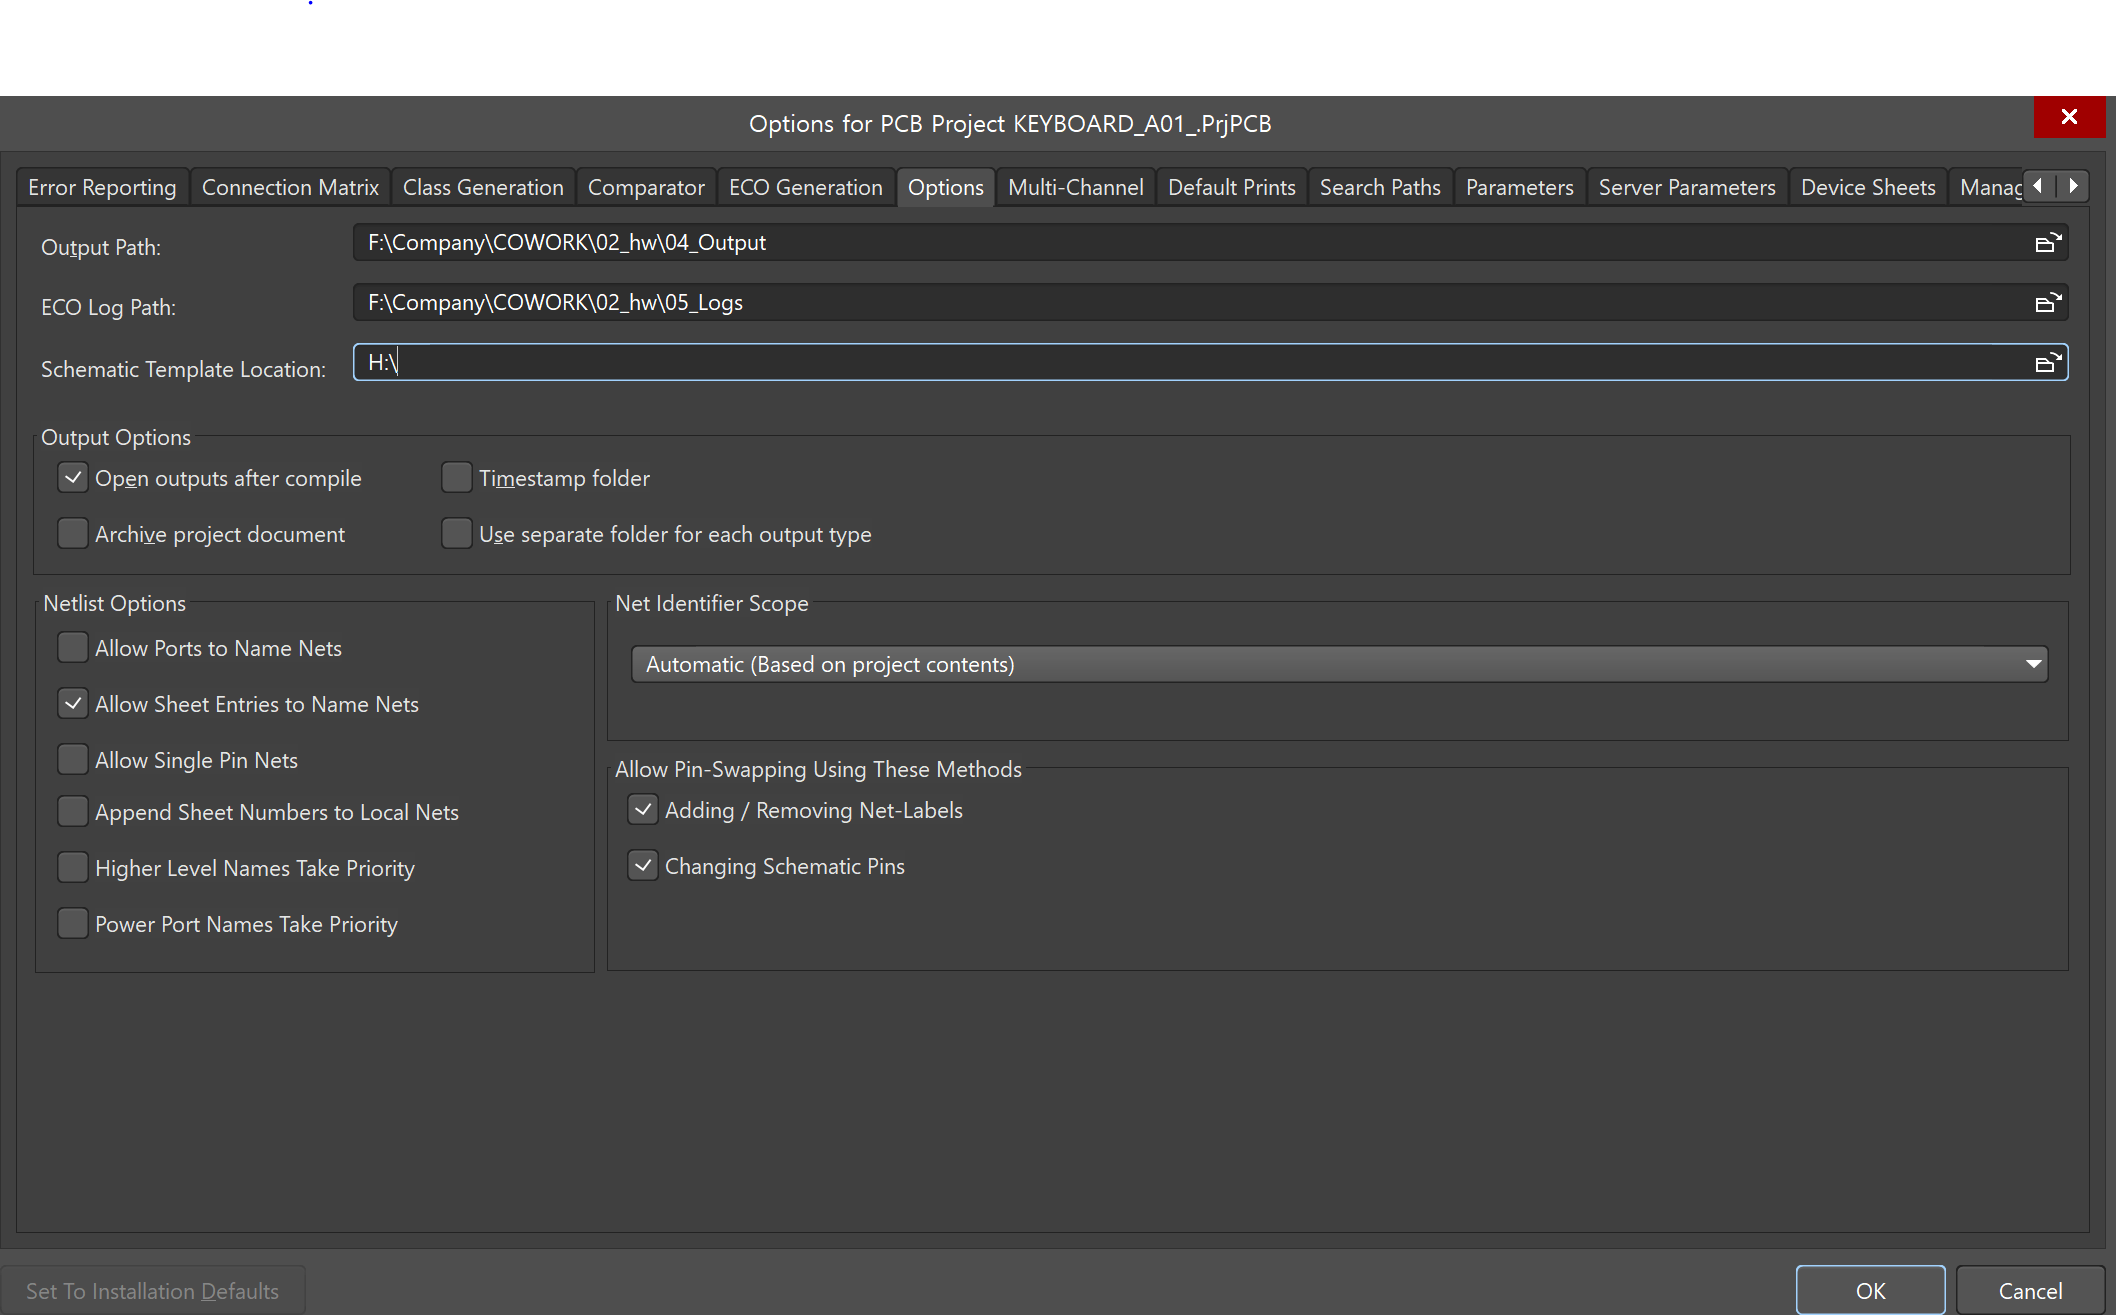 Options for PCB Project KEYBOARD_A01_.PrjPCB
Error Reporting Connection Matrix Class Generation Comparator ECO Generation Options Multi-Channel Default Prints Search Paths Parameters Server Parameters Device Sheets Manag
Output Path: F:\Company\COWORK\02_hw\04_Output
ECO Log Path: F:\Company\COWORK\02_hw\05_Logs
Schematic Template Location: H:\
Output Options
Open outputs after compile Timestamp folder
Archive project document Use separate folder for each output type
Netlist Options
Allow Ports to Name Nets
Allow Sheet Entries to Name Nets
Allow Single Pin Nets
Append Sheet Numbers to Local Nets
Higher Level Names Take Priority
Power Port Names Take Priority
Net Identifier Scope
Automatic (Based on project contents)
Allow Pin-Swapping Using These Methods
Adding / Removing Net-Labels
Changing Schematic Pins
Set To Installation Defaults OK Cancel